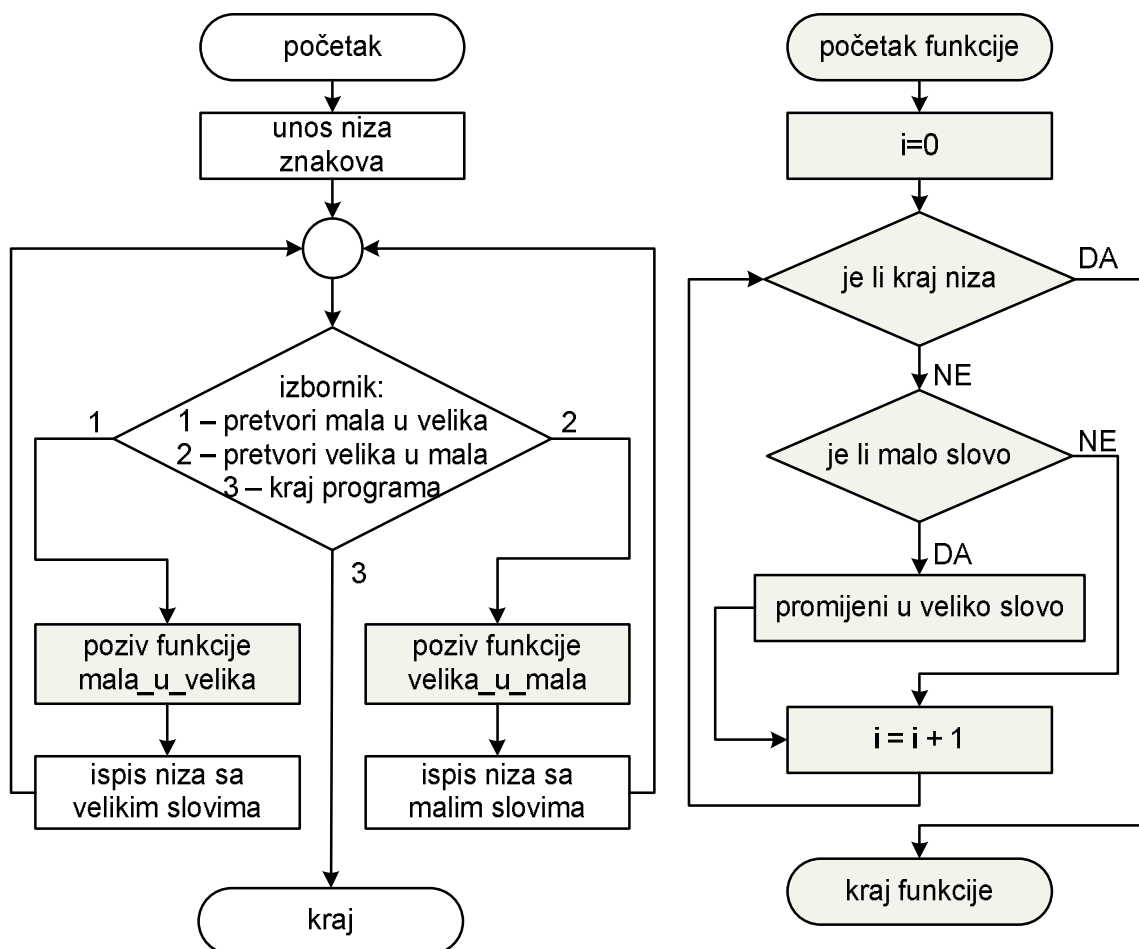 početak
unos niza
znakova
izbornik:
1 – pretvori mala u velika
2 – pretvori velika u mala
3 – kraj programa
1
2
3
poziv funkcije
mala_u_velika
ispis niza sa
velikim slovima
poziv funkcije
velika_u_mala
ispis niza sa
malim slovima
kraj
početak funkcije
i=0
je li kraj niza
DA
NE
je li malo slovo
NE
DA
promijeni u veliko slovo
i = i + 1
kraj funkcije